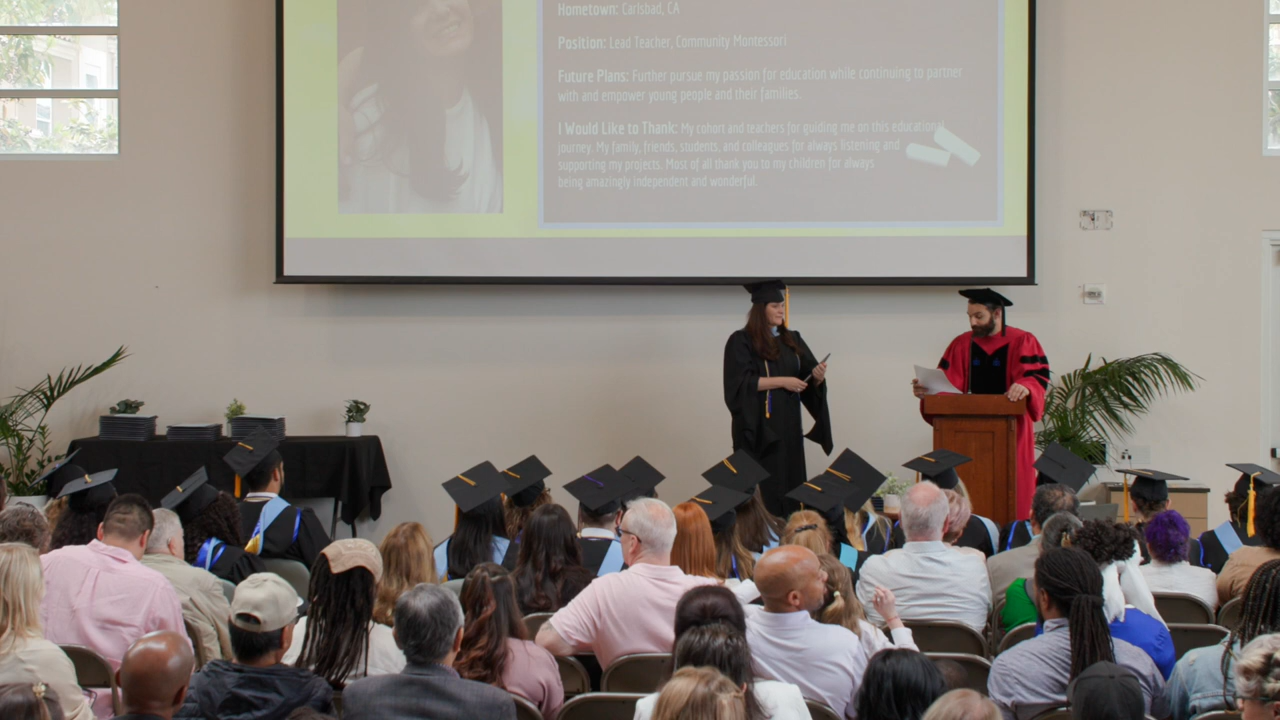 Hometown: Carlsbad, CA
Position: Lead Teacher, Community Montessori
Future Plans: Further pursue my passion for education while continuing to partner
with and empower young people and their families.
I Would Like to Thank: My cohort and teachers for guiding me on this educational
journey. My family, friends, students, and colleagues for always listening and
supporting my projects. Most of all thank you to my children for always
being amazingly independent and wonderful.